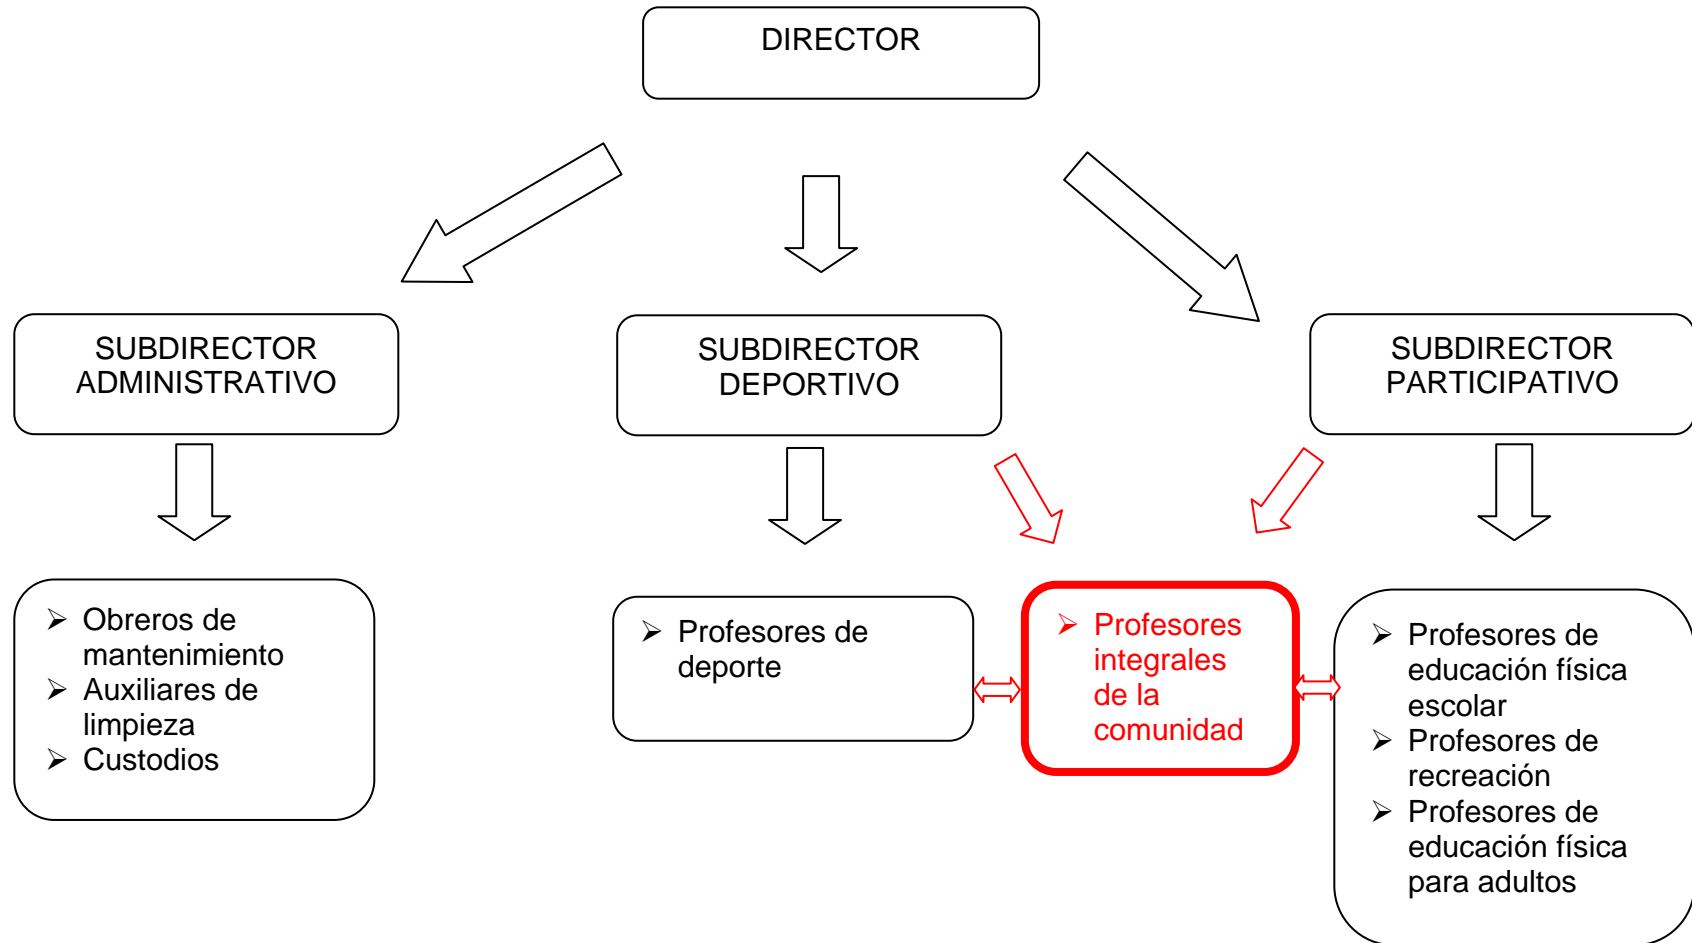 DIRECTOR
SUBDIRECTOR
ADMINISTRATIVO
SUBDIRECTOR
DEPORTIVO
SUBDIRECTOR
PARTICIPATIVO
➢ Obreros de
mantenimiento
➢ Auxiliares de
limpieza
➢ Custodios
➢ Profesores de
deporte
➢ Profesores
integrales
de la
comunidad
➢ Profesores de
educación física
escolar
➢ Profesores de
recreación
➢ Profesores de
educación física
para adultos